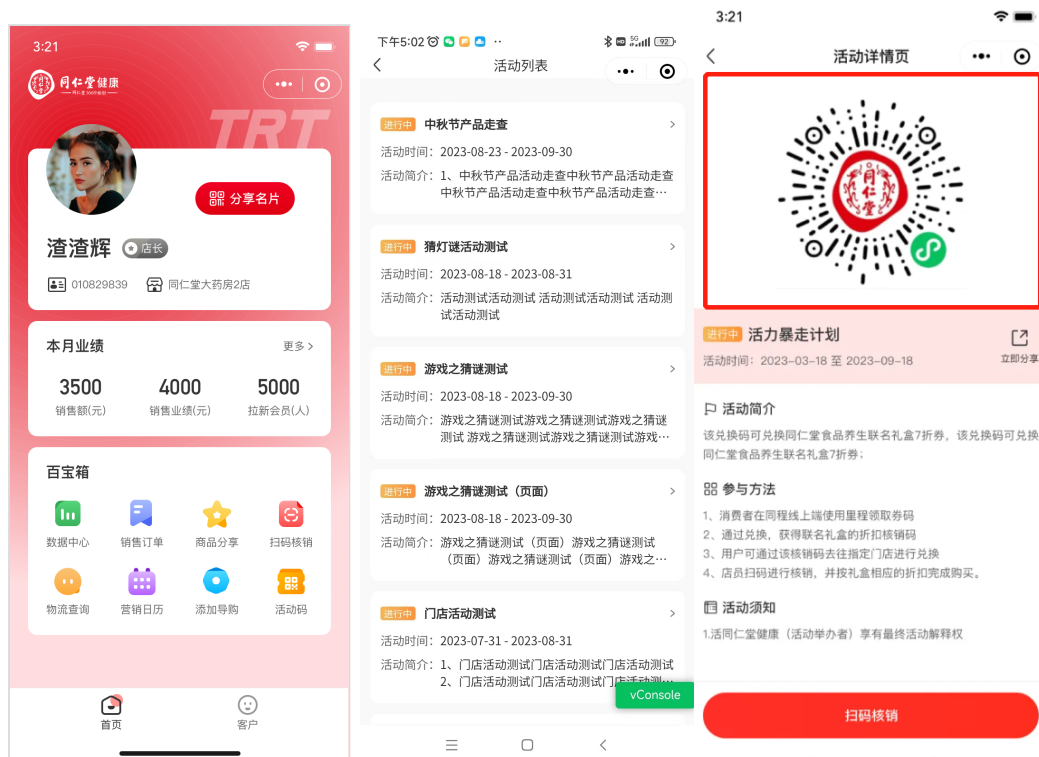 3:21
同仁堂健康
TRT
分享名片
渣渣辉
店长
010829839
同仁堂大药房2店
本月业绩
更多
3500
4000
5000
销售额(元)
销售业绩(元)
拉新会员(人)
百宝箱
数据中心
销售订单
商品分享
扫码核销
物流查询
营销日历
添加导购
活动码
首页
客户
下午5:02
5G
92
活动列表
进行中 中秋节产品走查
活动时间：2023-08-23 - 2023-09-30
活动简介：1、中秋节产品活动走查中秋节产品活动走查
中秋节产品活动走查中秋节产品活动走查…
进行中 猜灯谜活动测试
活动时间：2023-08-18 - 2023-08-31
活动简介：活动测试活动测试 活动测试活动测试 活动测
试活动测试
进行中 游戏之猜谜测试
活动时间：2023-08-18 - 2023-09-30
活动简介：游戏之猜谜测试游戏之猜谜测试游戏之猜谜
测试 游戏之猜谜测试游戏之猜谜测试游戏…
进行中 游戏之猜谜测试（页面）
活动时间：2023-08-18 - 2023-09-30
活动简介：游戏之猜谜测试（页面）游戏之猜谜测试
（页面）游戏之猜谜测试（页面）游戏之…
进行中 门店活动测试
活动时间：2023-07-31 - 2023-08-31
活动简介：1、门店活动测试门店活动测试门店活动测试
2、门店活动测试门店活动测试门店活动测…
vConsole
3:21
活动详情页
同仁堂
进行中 活力暴走计划
活动时间：2023-03-18 至 2023-09-18
立即分享
活动简介
该兑换码可兑换同仁堂食品养生联名礼盒7折券，该兑换码可兑换
同仁堂食品养生联名礼盒7折券；
参与方法
1、消费者在同程线上端使用里程领取券码
2、通过兑换，获得联名礼盒的折扣核销码
3、用户可通过该核销码去往指定门店进行兑换
4、店员扫码进行核销，并按礼盒相应的折扣完成购买。
活动须知
1.活同仁堂健康（活动举办者）享有最终活动解释权
扫码核销